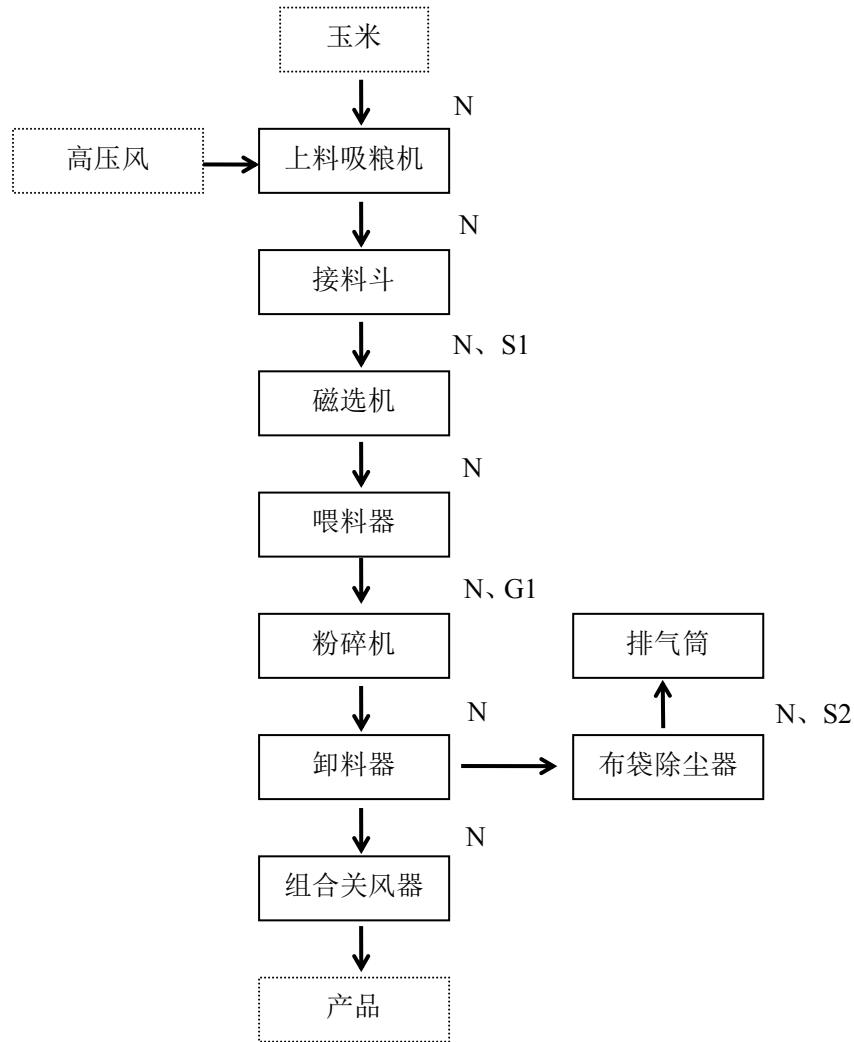 玉米
N
高压风
上料吸粮机
N
接料斗
N、S1
磁选机
N
喂料器
N、G1
粉碎机
排气筒
N
N、S2
卸料器
布袋除尘器
N
组合关风器
产品